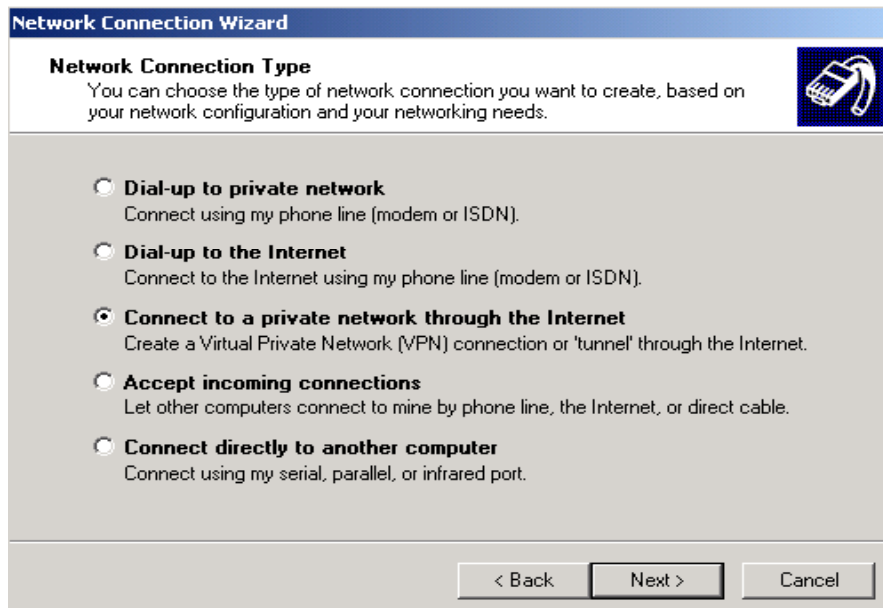 Network Connection Wizard
Network Connection Type
You can choose the type of network connection you want to create, based on
your network configuration and your networking needs.
Dial-up to private network
Connect using my phone line (modem or ISDN).
Dial-up to the Internet
Connect to the Internet using my phone line (modem or ISDN).
Connect to a private network through the Internet
Create a Virtual Private Network (VPN) connection or 'tunnel' through the Internet.
Accept incoming connections
Let other computers connect to mine by phone line, the Internet, or direct cable.
Connect directly to another computer
Connect using my serial, parallel, or infrared port.
< Back Next > Cancel